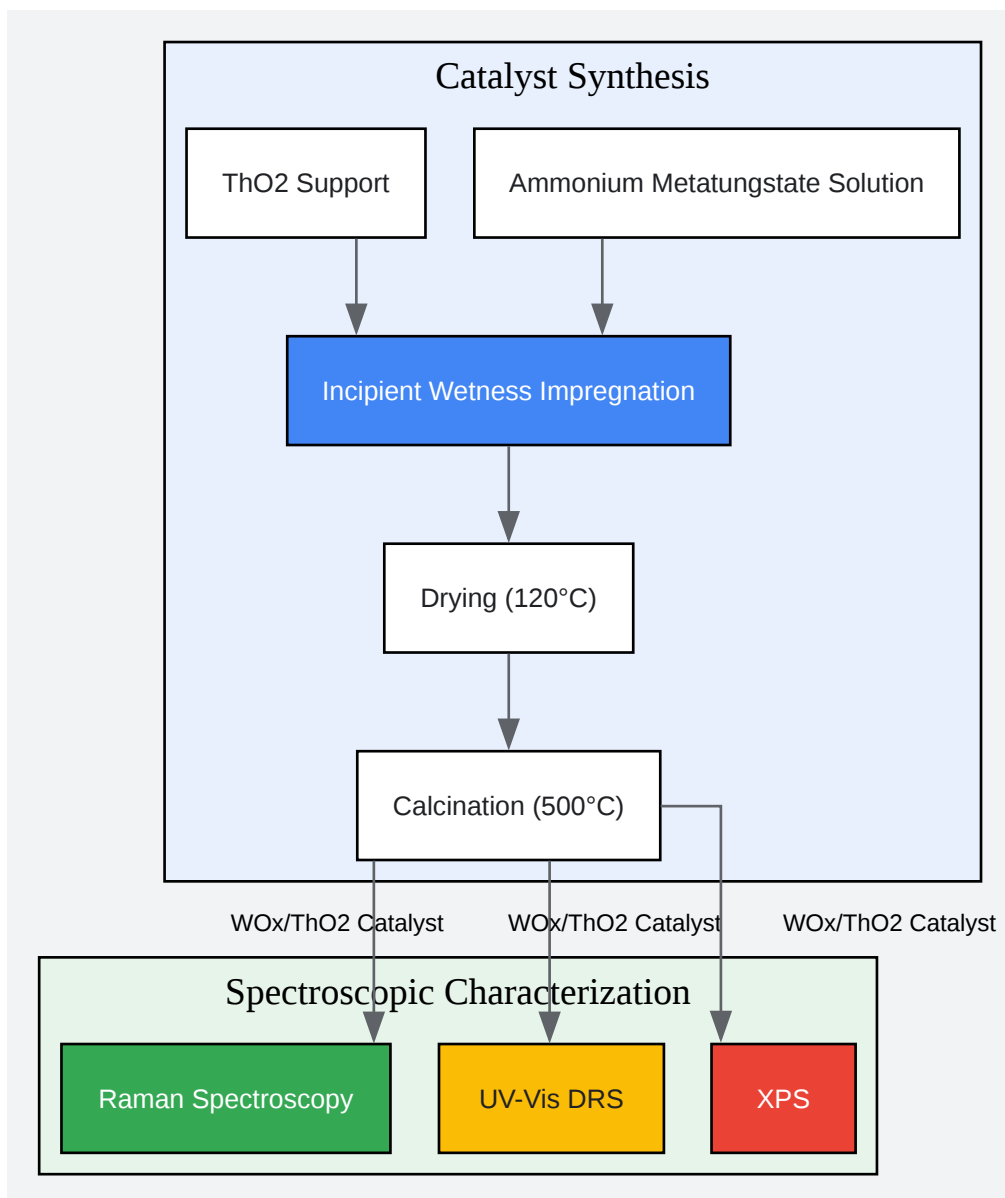 Catalyst Synthesis
ThO2 Support
Ammonium Metatungstate Solution
Incipient Wetness Impregnation
Drying (120°C)
Calcination (500°C)
WOx/ThO2 Catalyst
WOx/ThO2 Catalyst
WOx/ThO2 Catalyst
Spectroscopic Characterization
Raman Spectroscopy
UV-Vis DRS
XPS